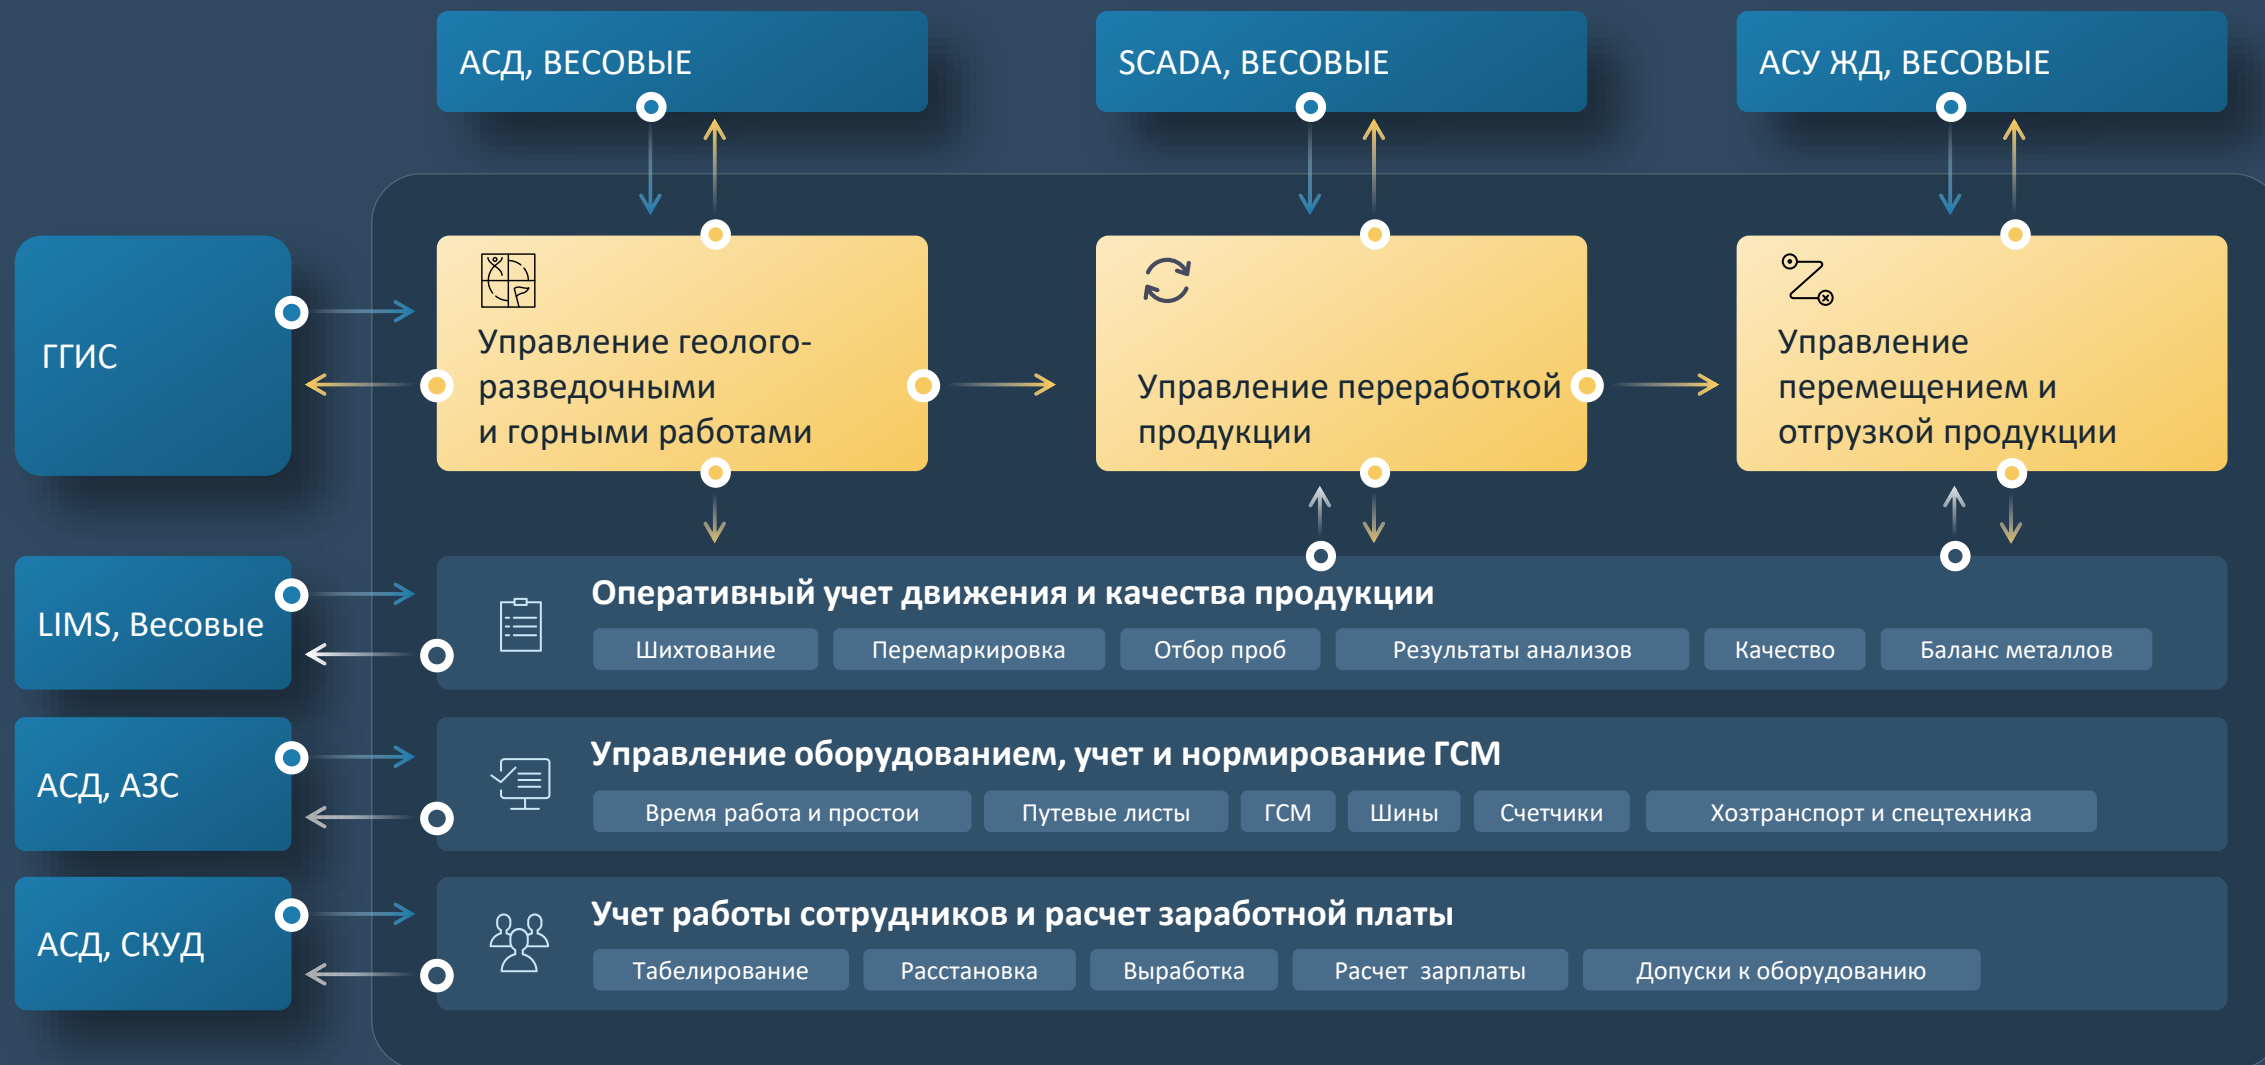 АСД, ВЕСОВЫЕ
SCADA, ВЕСОВЫЕ
АСУ ЖД, ВЕСОВЫЕ
ГГИС
Управление геолого-
разведочными
и горными работами
Управление переработкой
продукции
Управление
перемещением и
отгрузкой продукции
LIMS, Весовые
Оперативный учет движения и качества продукции
Шихтование
Перемаркировка
Отбор проб
Результаты анализов
Качество
Баланс металлов
АСД, АЗС
Управление оборудованием, учет и нормирование ГСМ
Время работа и простои
Путевые листы
ГСМ
Шины
Счетчики
Хозтранспорт и спецтехника
АСД, СКУД
Учет работы сотрудников и расчет заработной платы
Табелирование
Расстановка
Выработка
Расчет зарплаты
Допуски к оборудованию